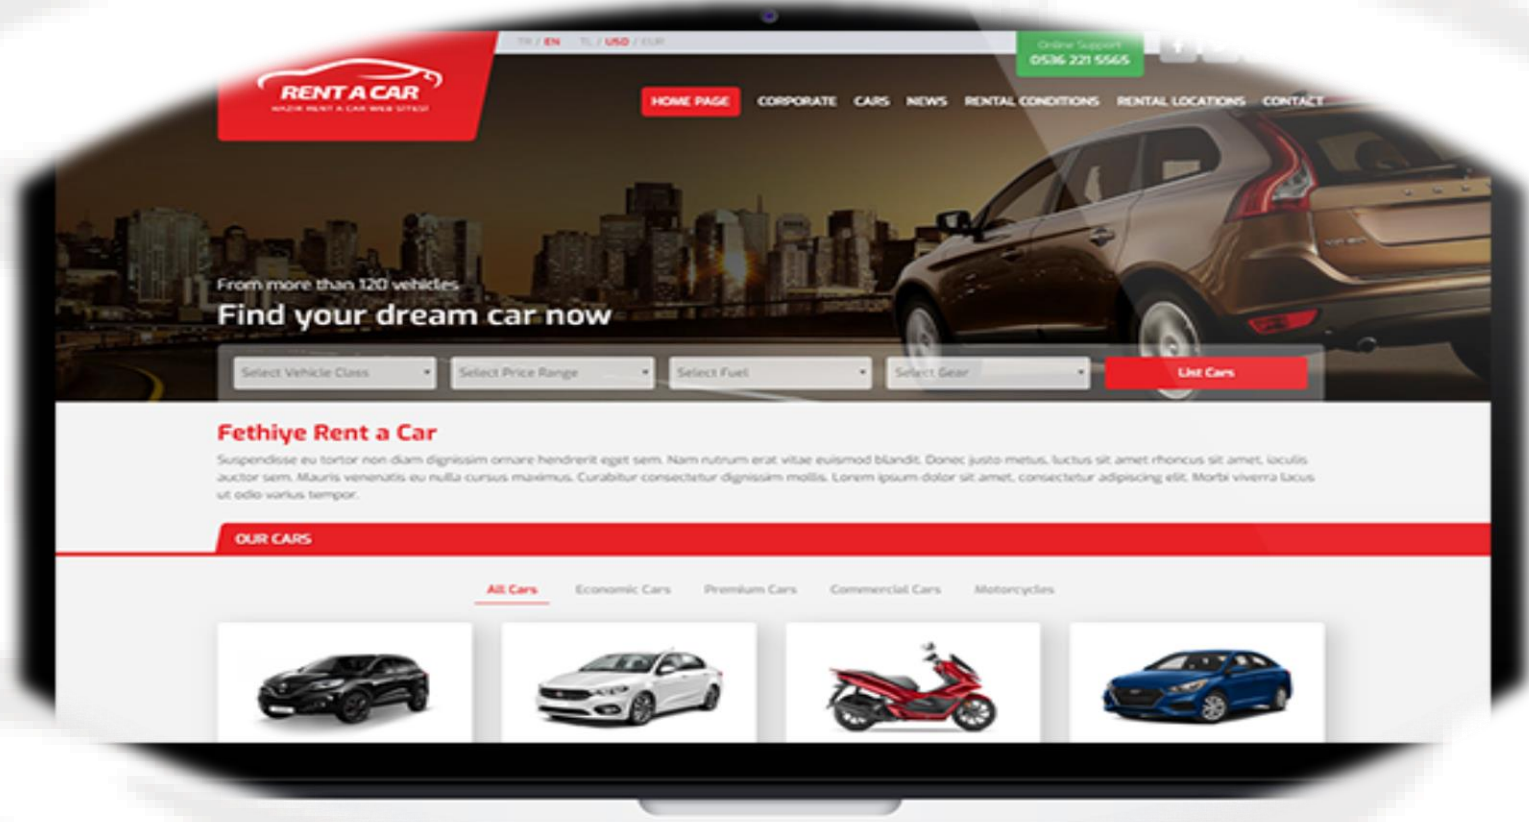 TR / EN TL / USD / EUR
Online Support
0536 221 5565
RENT A CAR
HAZIR RENT A CAR WEB SITESI
HOME PAGE CORPORATE CARS NEWS RENTAL CONDITIONS RENTAL LOCATIONS CONTACT
From more than 120 vehicles
Find your dream car now
Select Vehicle Class Select Price Range Select Fuel Select Gear List Cars
Fethiye Rent a Car
Suspendisse eu tortor non diam dignissim ornare hendrerit eget sem. Nam rutrum erat vitae euismod blandit. Donec justo metus, luctus sit amet rhoncus sit amet, iaculis
auctor sem. Mauris venenatis eu nulla cursus maximus. Curabitur consectetur dignissim mollis. Lorem ipsum dolor sit amet, consectetur adipiscing elit. Morbi viverra lacus
ut odio varius tempor.
OUR CARS
All Cars Economic Cars Premium Cars Commercial Cars Motorcycles